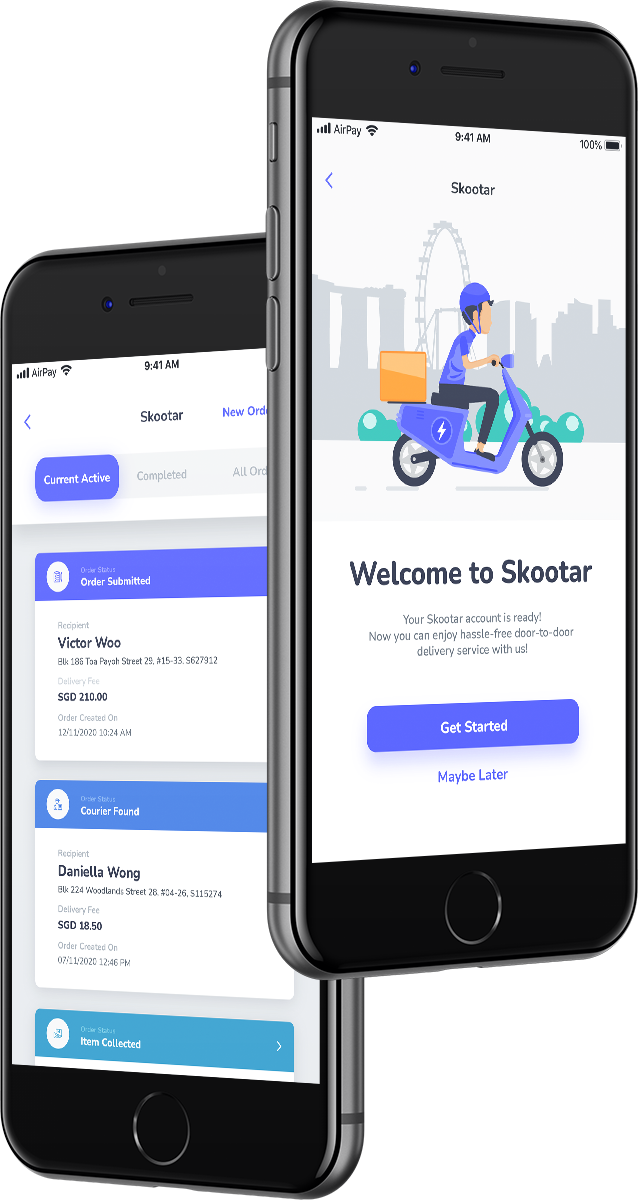 AirPay
9:41 AM
100%
Skootar
Welcome to Skootar
Your Skootar account is ready!
Now you can enjoy hassle-free door-to-door
delivery service with us!
Get Started
Maybe Later
AirPay
9:41 AM
Skootar
New Orde
Current Active
Completed
All Ord
Order Status
Order Submitted
Recipient
Victor Woo
Blk 186 Toa Payoh Street 29, #15-33, S627912
Delivery Fee
SGD 210.00
Order Created On
12/11/2020 10:24 AM
Order Status
Courier Found
Recipient
Daniella Wong
Blk 224 Woodlands Street 28, #04-26, S115274
Delivery Fee
SGD 18.50
Order Created On
07/11/2020 12:46 PM
Order Status
Item Collected